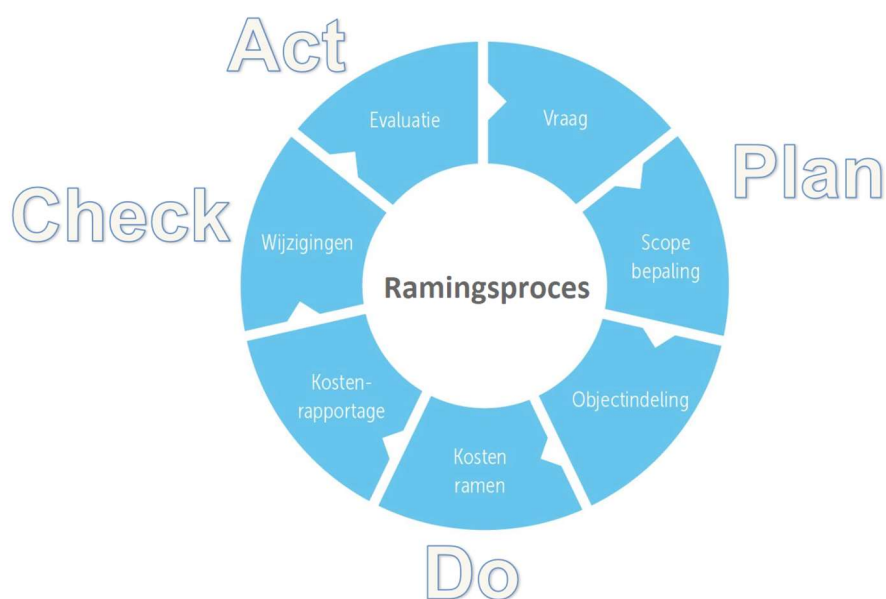 Act
Evaluatie
Vraag
Plan
Check
Wijzigingen
Scope
bepaling
Ramingsproces
Kosten-
rapportage
Objectindeling
Kosten
ramen
Do